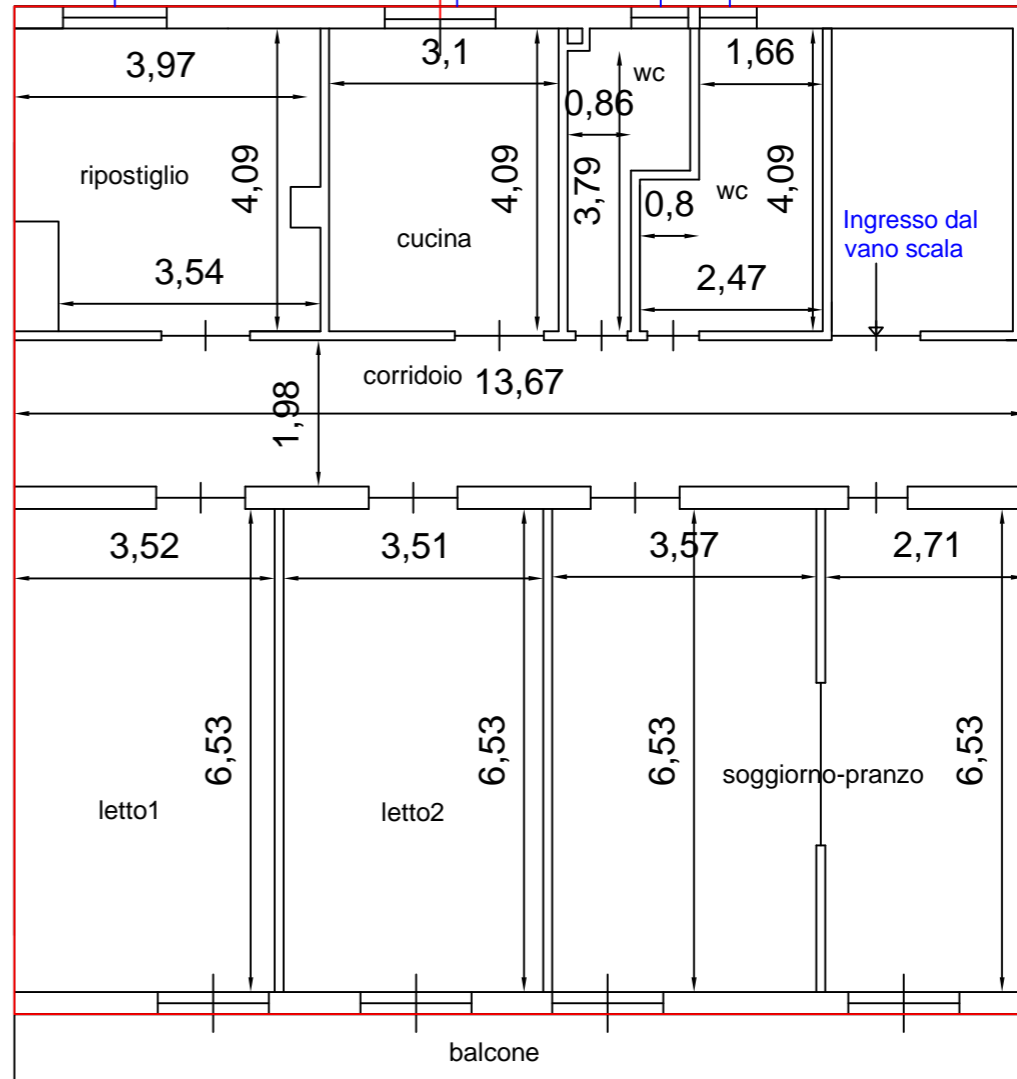 3,97
3,1
wc
1,66
0,86
ripostiglio
4,09
4,09
3,79
0,8
wc
4,09
cucina
Ingresso dal
vano scala
3,54
2,47
corridoio
13,67
1,98
3,52
3,51
3,57
2,71
6,53
6,53
6,53
6,53
soggiorno-pranzo
letto1
letto2
balcone